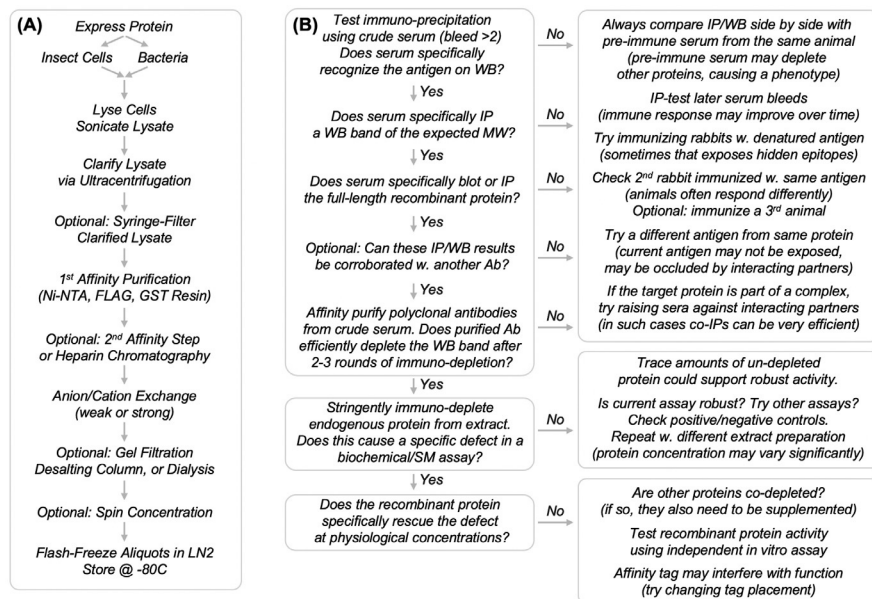 (A)
Express Protein
Insect Cells Bacteria
Lyse Cells
Sonicate Lysate
Clarify Lysate
via Ultracentrifugation
Optional: Syringe-Filter
Clarified Lysate
1st Affinity Purification
(Ni-NTA, FLAG, GST Resin)
Optional: 2nd Affinity Step
or Heparin Chromatography
Anion/Cation Exchange
(weak or strong)
Optional: Gel Filtration
Desalting Column, or Dialysis
Optional: Spin Concentration
Flash-Freeze Aliquots in LN2
Store @ -80C
(B)
Test immuno-precipitation
using crude serum (bleed >2)
Does serum specifically
recognize the antigen on WB?
No
Yes
Does serum specifically IP
a WB band of the expected MW?
No
Yes
Does serum specifically blot or IP
the full-length recombinant protein?
No
Yes
Optional: Can these IP/WB results
be corroborated w. another Ab?
No
Yes
Affinity purify polyclonal antibodies
from crude serum. Does purified Ab
efficiently deplete the WB band after
2-3 rounds of immuno-depletion?
No
Always compare IP/WB side by side with
pre-immune serum from the same animal
(pre-immune serum may deplete
other proteins, causing a phenotype)
IP-test later serum bleeds
(immune response may improve over time)
Try immunizing rabbits w. denatured antigen
(sometimes that exposes hidden epitopes)
Check 2nd rabbit immunized w. same antigen
(animals often respond differently)
Optional: immunize a 3rd animal
Try a different antigen from same protein
(current antigen may not be exposed,
may be occluded by interacting partners)
If the target protein is part of a complex,
try raising sera against interacting partners
(in such cases co-IPs can be very efficient)
Yes
Stringently immuno-deplete
endogenous protein from extract.
Does this cause a specific defect in a
biochemical/SM assay?
No
Trace amounts of un-depleted
protein could support robust activity.
Is current assay robust? Try other assays?
Check positive/negative controls.
Repeat w. different extract preparation
(protein concentration may vary significantly)
Yes
Does the recombinant protein
specifically rescue the defect
at physiological concentrations?
No
Are other proteins co-depleted?
(if so, they also need to be supplemented)
Test recombinant protein activity
using independent in vitro assay
Affinity tag may interfere with function
(try changing tag placement)